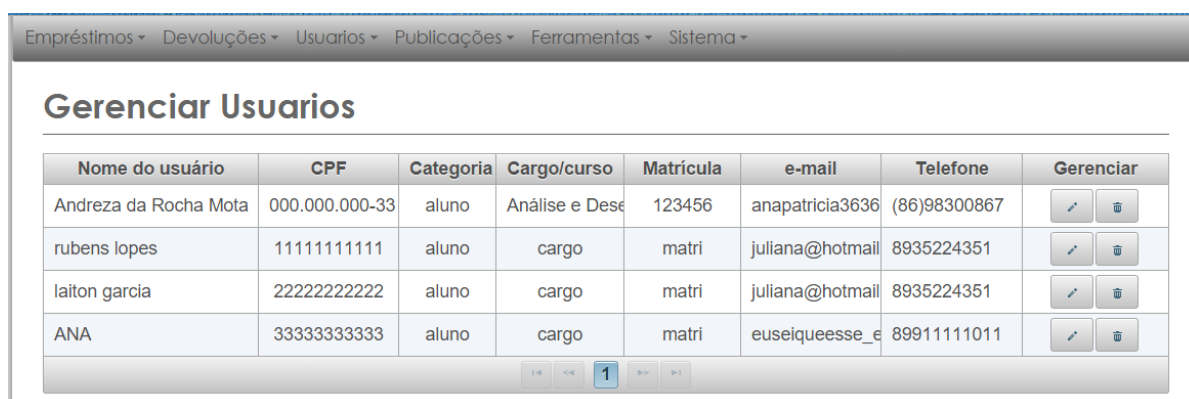 Empréstimos Devoluções Usuarios Publicações Ferramentas Sistema
Gerenciar Usuarios
Nome do usuário CPF Categoria Cargo/curso Matrícula e-mail Telefone Gerenciar
Andreza da Rocha Mota 000.000.000-33 aluno Análise e Dese 123456 anapatricia3636 (86)98300867
rubens lopes 11111111111 aluno cargo matri juliana@hotmail 8935224351
laiton garcia 22222222222 aluno cargo matri juliana@hotmail 8935224351
ANA 33333333333 aluno cargo matri euseiqueesse_e 89911111011
1